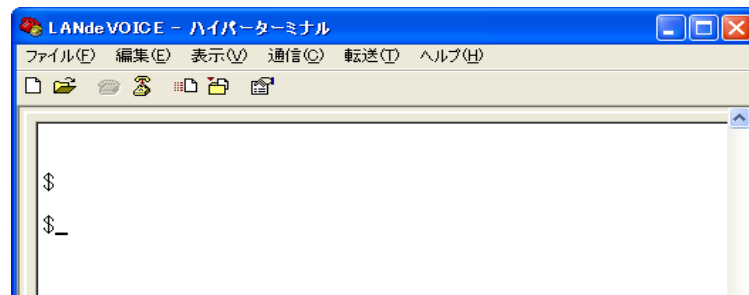 LANdeVOICE - ハイパーターミナル
ファイル(F) 編集(E) 表示(V) 通信(C) 転送(T) ヘルプ(H)
$
$_